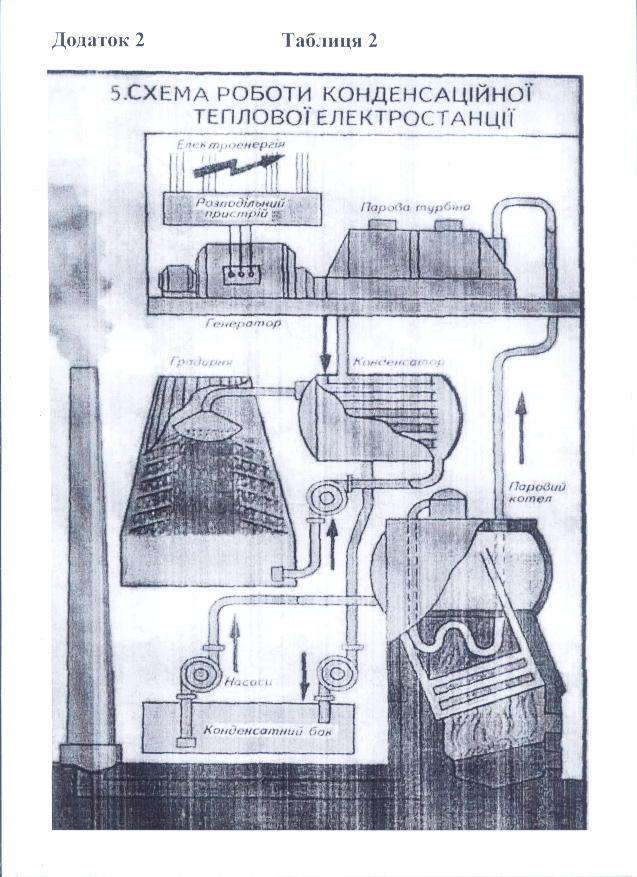 Додаток 2 Таблиця 2
5.СХЕМА РОБОТИ КОНДЕНСАЦІЙНОЇ
ТЕПЛОВОЇ ЕЛЕКТРОСТАНЦІЇ
Електроенергія
Розподільний
пристрій
Парова турбіна
Генератор
Градирня
Конденсатор
Паровий
котел
Насоси
Конденсатний бак